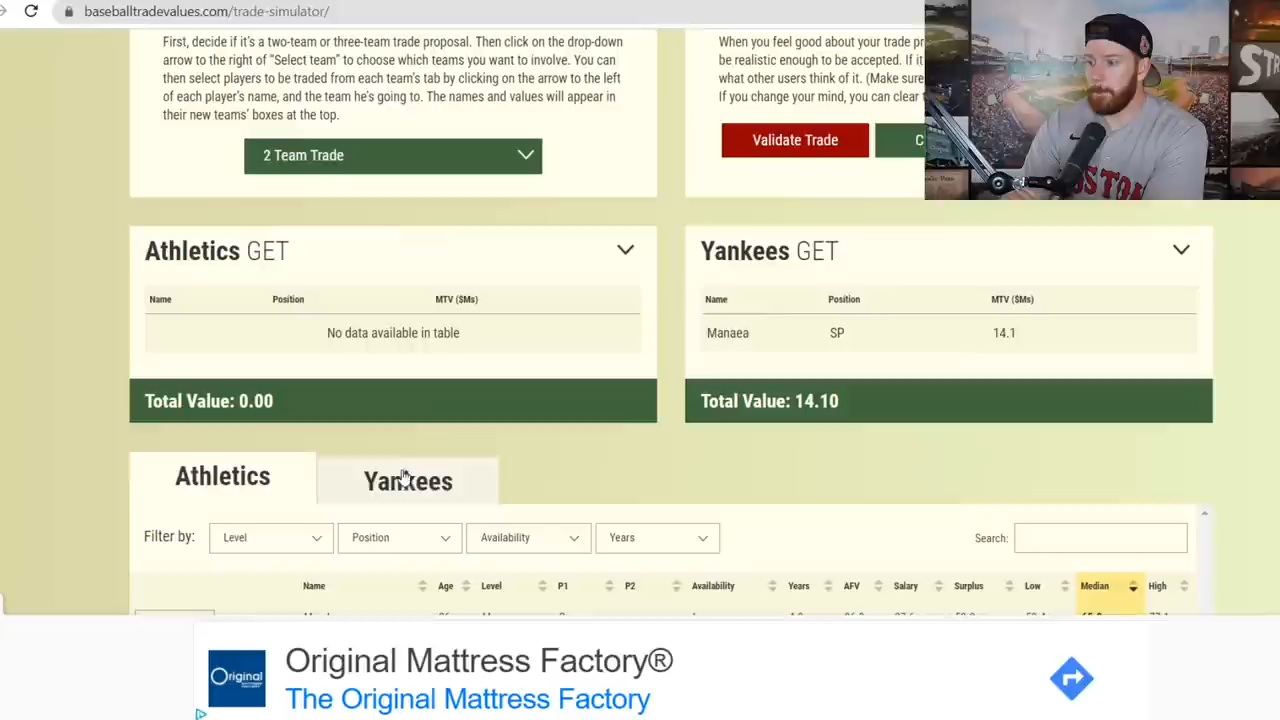 baseballtradevalues.com/trade-simulator/
First, decide if it's a two-team or three-team trade proposal. Then click on the drop-down
arrow to the right of "Select team" to choose which teams you want to involve. You can
then select players to be traded from each team's tab by clicking on the arrow to the left
of each player's name, and the team he's going to. The names and values will appear in
their new teams' boxes at the top.
2 Team Trade
When you feel good about your trade pr
be realistic enough to be accepted. If it
what other users think of it. (Make sure
If you change your mind, you can clear
Validate Trade
C
BOSTON
Athletics GET
Name Position MTV ($Ms)
No data available in table
Total Value: 0.00
Yankees GET
Name Position MTV ($Ms)
Manaea SP 14.1
Total Value: 14.10
Athletics Yankees
Filter by: Level Position Availability Years Search:
Name Age Level P1 P2 Availability Years AFV Salary Surplus Low Median High
Original Mattress Factory®
The Original Mattress Factory
Original